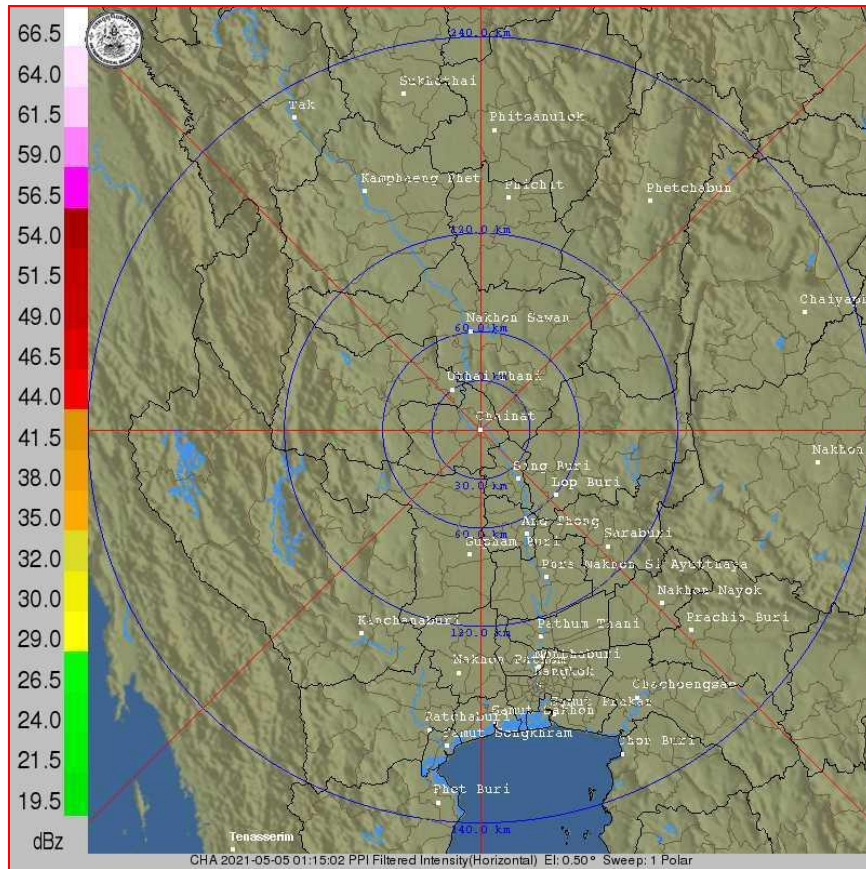 66.5
64.0
61.5
59.0
56.5
54.0
51.5
49.0
46.5
44.0
41.5
38.0
35.0
32.0
30.0
29.0
26.5
24.0
21.5
19.5
dBz
240.0 km
Sukhothai
Tak
Phitsanulok
Kamphaeng Phet
Phichit
Phetchabun
120.0 km
Chaiyap
Nakhon Sawan
60.0 km
Uthai Thani
Chainat
Nakhon
Sing Buri
30.0 km
Lop Buri
Ang Thong
60.0 km
Suphan Buri
Saraburi
Pora Nakhon Si Ayutthaya
Nakhon Nayok
Kanchanaburi
120.0 km
Pathum Thani
Prachin Buri
Nonthaburi
Nakhon Pathom
Bangkok
Chachoengsao
Samut Prakar
Samut Sakhon
Ratchaburi
Samut Songkhram
Chon Buri
Phet Buri
240.0 km
Tenasserim
CHA 2021-05-05 01:15:02 PPI Filtered Intensity(Horizontal) El: 0.50° Sweep: 1 Polar